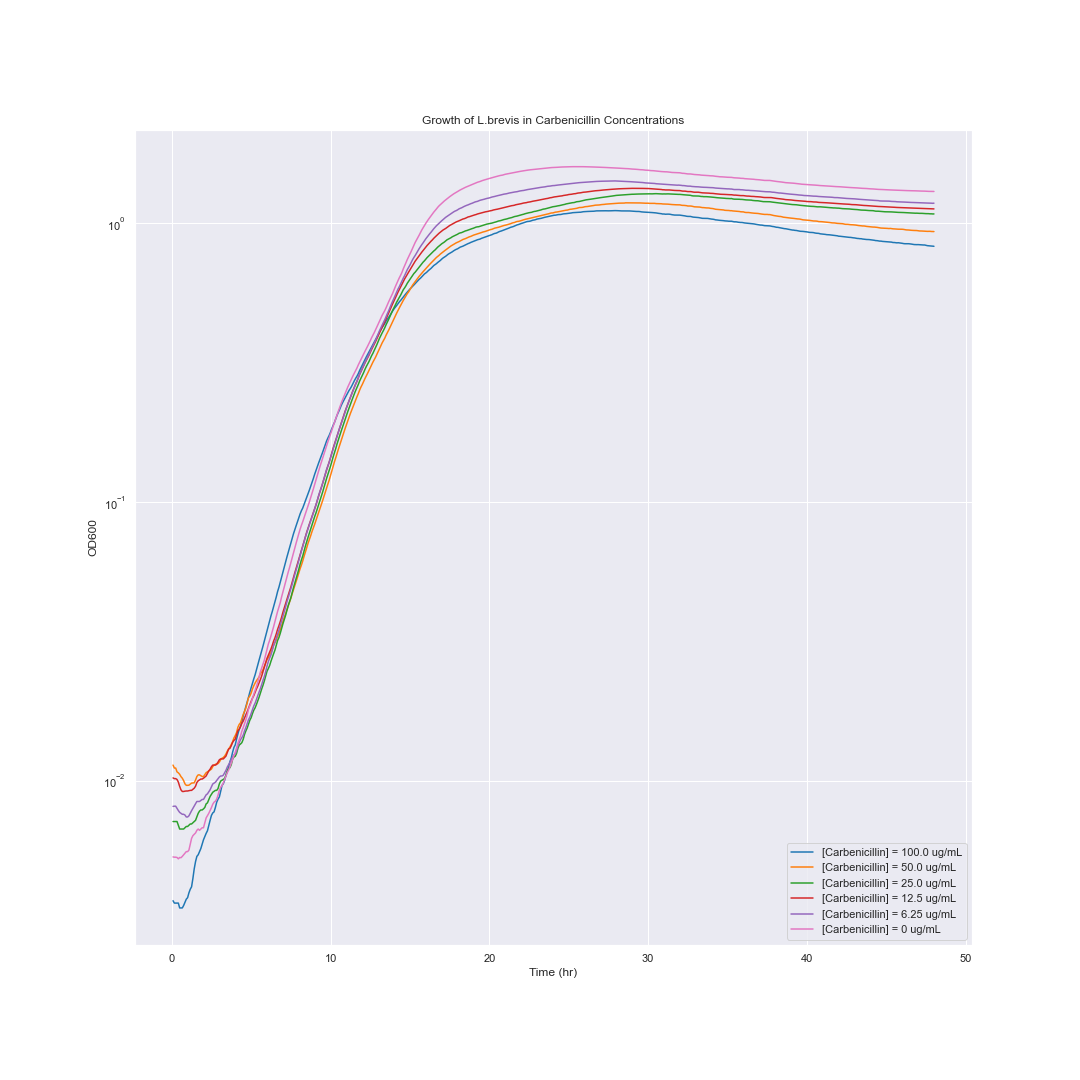 Growth of L.brevis in Carbenicillin Concentrations
OD600
10⁰
10⁻¹
10⁻²
0 10 20 30 40 50
Time (hr)
[Carbenicillin] = 100.0 ug/mL
[Carbenicillin] = 50.0 ug/mL
[Carbenicillin] = 25.0 ug/mL
[Carbenicillin] = 12.5 ug/mL
[Carbenicillin] = 6.25 ug/mL
[Carbenicillin] = 0 ug/mL